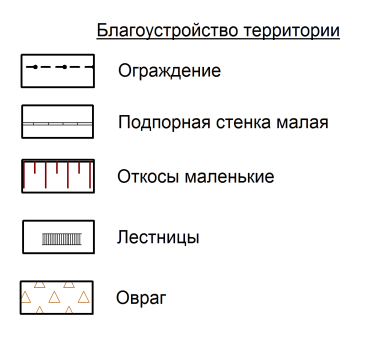 Благоустройство территории
Ограждение
Подпорная стенка малая
Откосы маленькие
Лестницы
Овраг